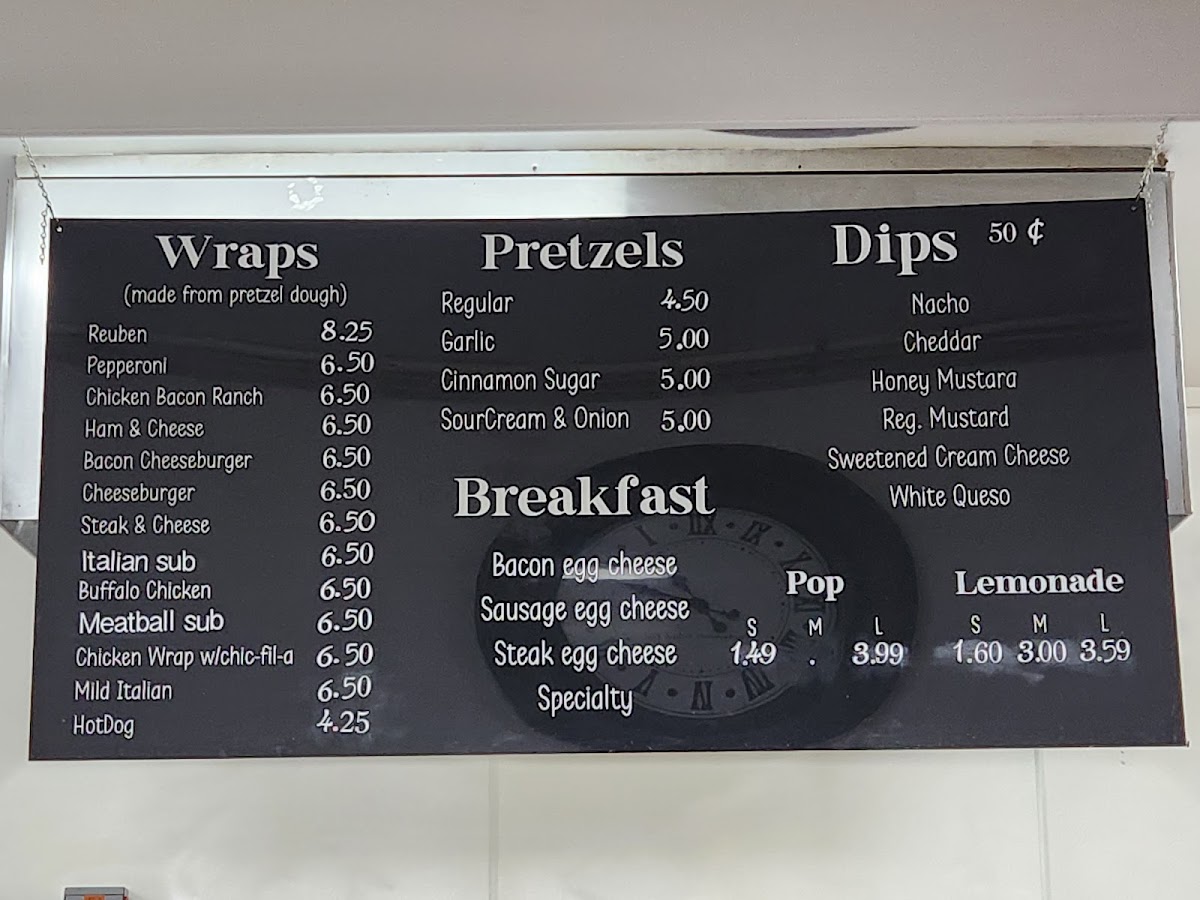 Wraps
(made from pretzel dough)
Reuben 8.25
Pepperoni 6.50
Chicken Bacon Ranch 6.50
Ham & Cheese 6.50
Bacon Cheeseburger 6.50
Cheeseburger 6.50
Steak & Cheese 6.50
Italian sub 6.50
Buffalo Chicken 6.50
Meatball sub 6.50
Chicken Wrap w/chic-fil-a 6.50
Mild Italian 6.50
HotDog 4.25
Pretzels
Regular 4.50
Garlic 5.00
Cinnamon Sugar 5.00
SourCream & Onion 5.00
Breakfast
Bacon egg cheese
Sausage egg cheese
Steak egg cheese
Specialty
Dips 50 ¢
Nacho
Cheddar
Honey Mustara
Reg. Mustard
Sweetened Cream Cheese
White Queso
Pop
S M L
1.49 . 3.99
Lemonade
S M L
1.60 3.00 3.59